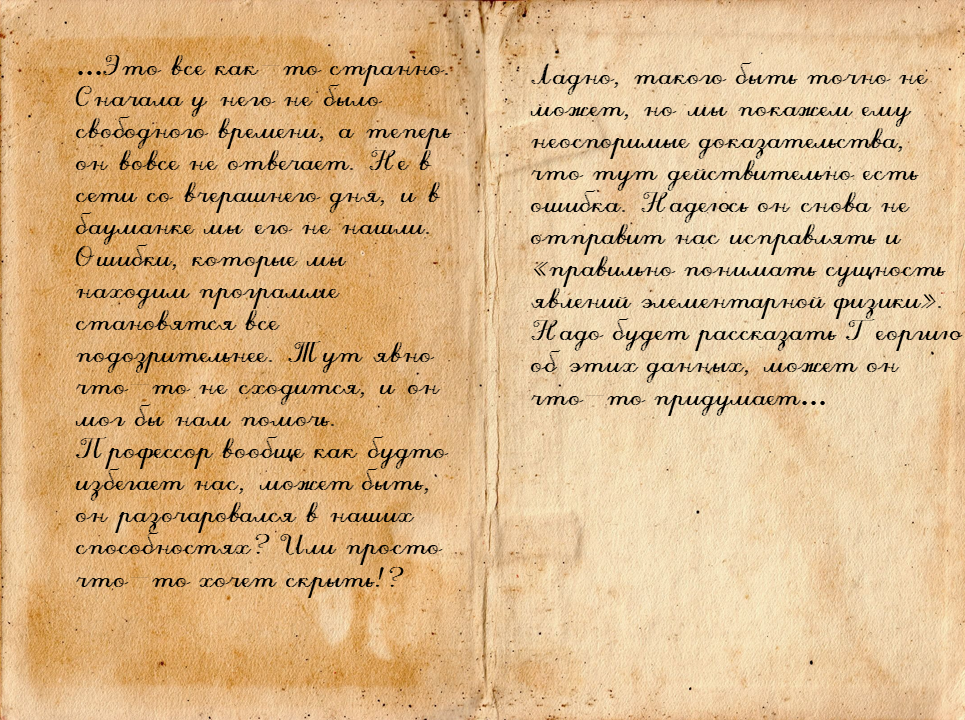 ...Это все как то странно.
Сначала у него не было
свободного времени, а теперь
он вовсе не отвечает. Не в
сети со вчерашнего дня, и в
бауманке мы его не нашли.
Ошибки, которые мы
находим программе
становятся все
подозрительнее. Тут явно
что то не сходится, и он
мог бы нам помочь.
Профессор вообще как будто
избегает нас, может быть,
он разочаровался в наших
способностях? Или просто
что то хочет скрыть!?
Ладно, такого быть точно не
может, но мы покажем ему
неоспоримые доказательства,
что тут действительно есть
ошибка. Надеюсь он снова не
отправит нас исправлять и
«правильно понимать сущность
явлений элементарной физики».
Надо будет рассказать Георгию
об этих данных, может он
что то придумает...